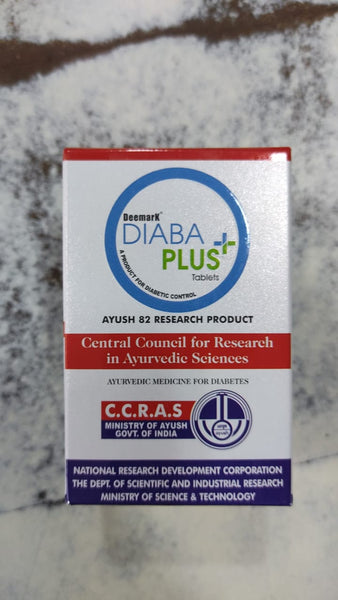 Deemark
DIABA
PLUS+
Tablets
A PRODUCT FOR DIABETIC CONTROL
AYUSH 82 RESEARCH PRODUCT
Central Council for Research
in Ayurvedic Sciences
AYURVEDIC MEDICINE FOR DIABETES
C.C.R.A.S
MINISTRY OF AYUSH
GOVT. OF INDIA
NATIONAL RESEARCH DEVELOPMENT CORPORATION
THE DEPT. OF SCIENTIFIC AND INDUSTRIAL RESEARCH
MINISTRY OF SCIENCE & TECHNOLOGY